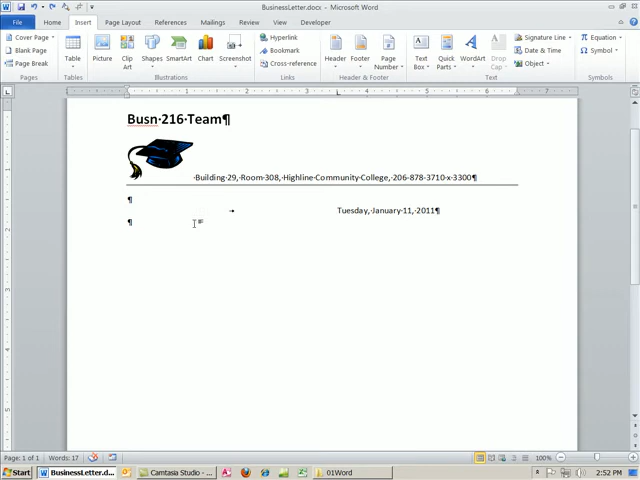 BusinessLetter.docx
File Home Insert Page Layout References Mailings Review View Developer
Cover Page
Blank Page
Page Break
Pages
Table
Tables
Picture Clip Art Shapes SmartArt Chart Screenshot
Illustrations
Hyperlink
Bookmark
Cross-reference
Links
Header Footer Page Number
Header & Footer
Text Box Quick Parts WordArt Drop Cap
Signature Line
Date & Time
Object
Text
Equation
Symbol
Symbols
Busn·216·Team¶
·Building·29,·Room·308,·Highline·Community·College,·206-878-3710·x·3300¶
¶
Tuesday,·January·11,·2011¶
¶
Page: 1 of 1 Words: 17 100%
Start BusinessLetter.d... Camtasia Studio - ... 01Word 2:52 PM